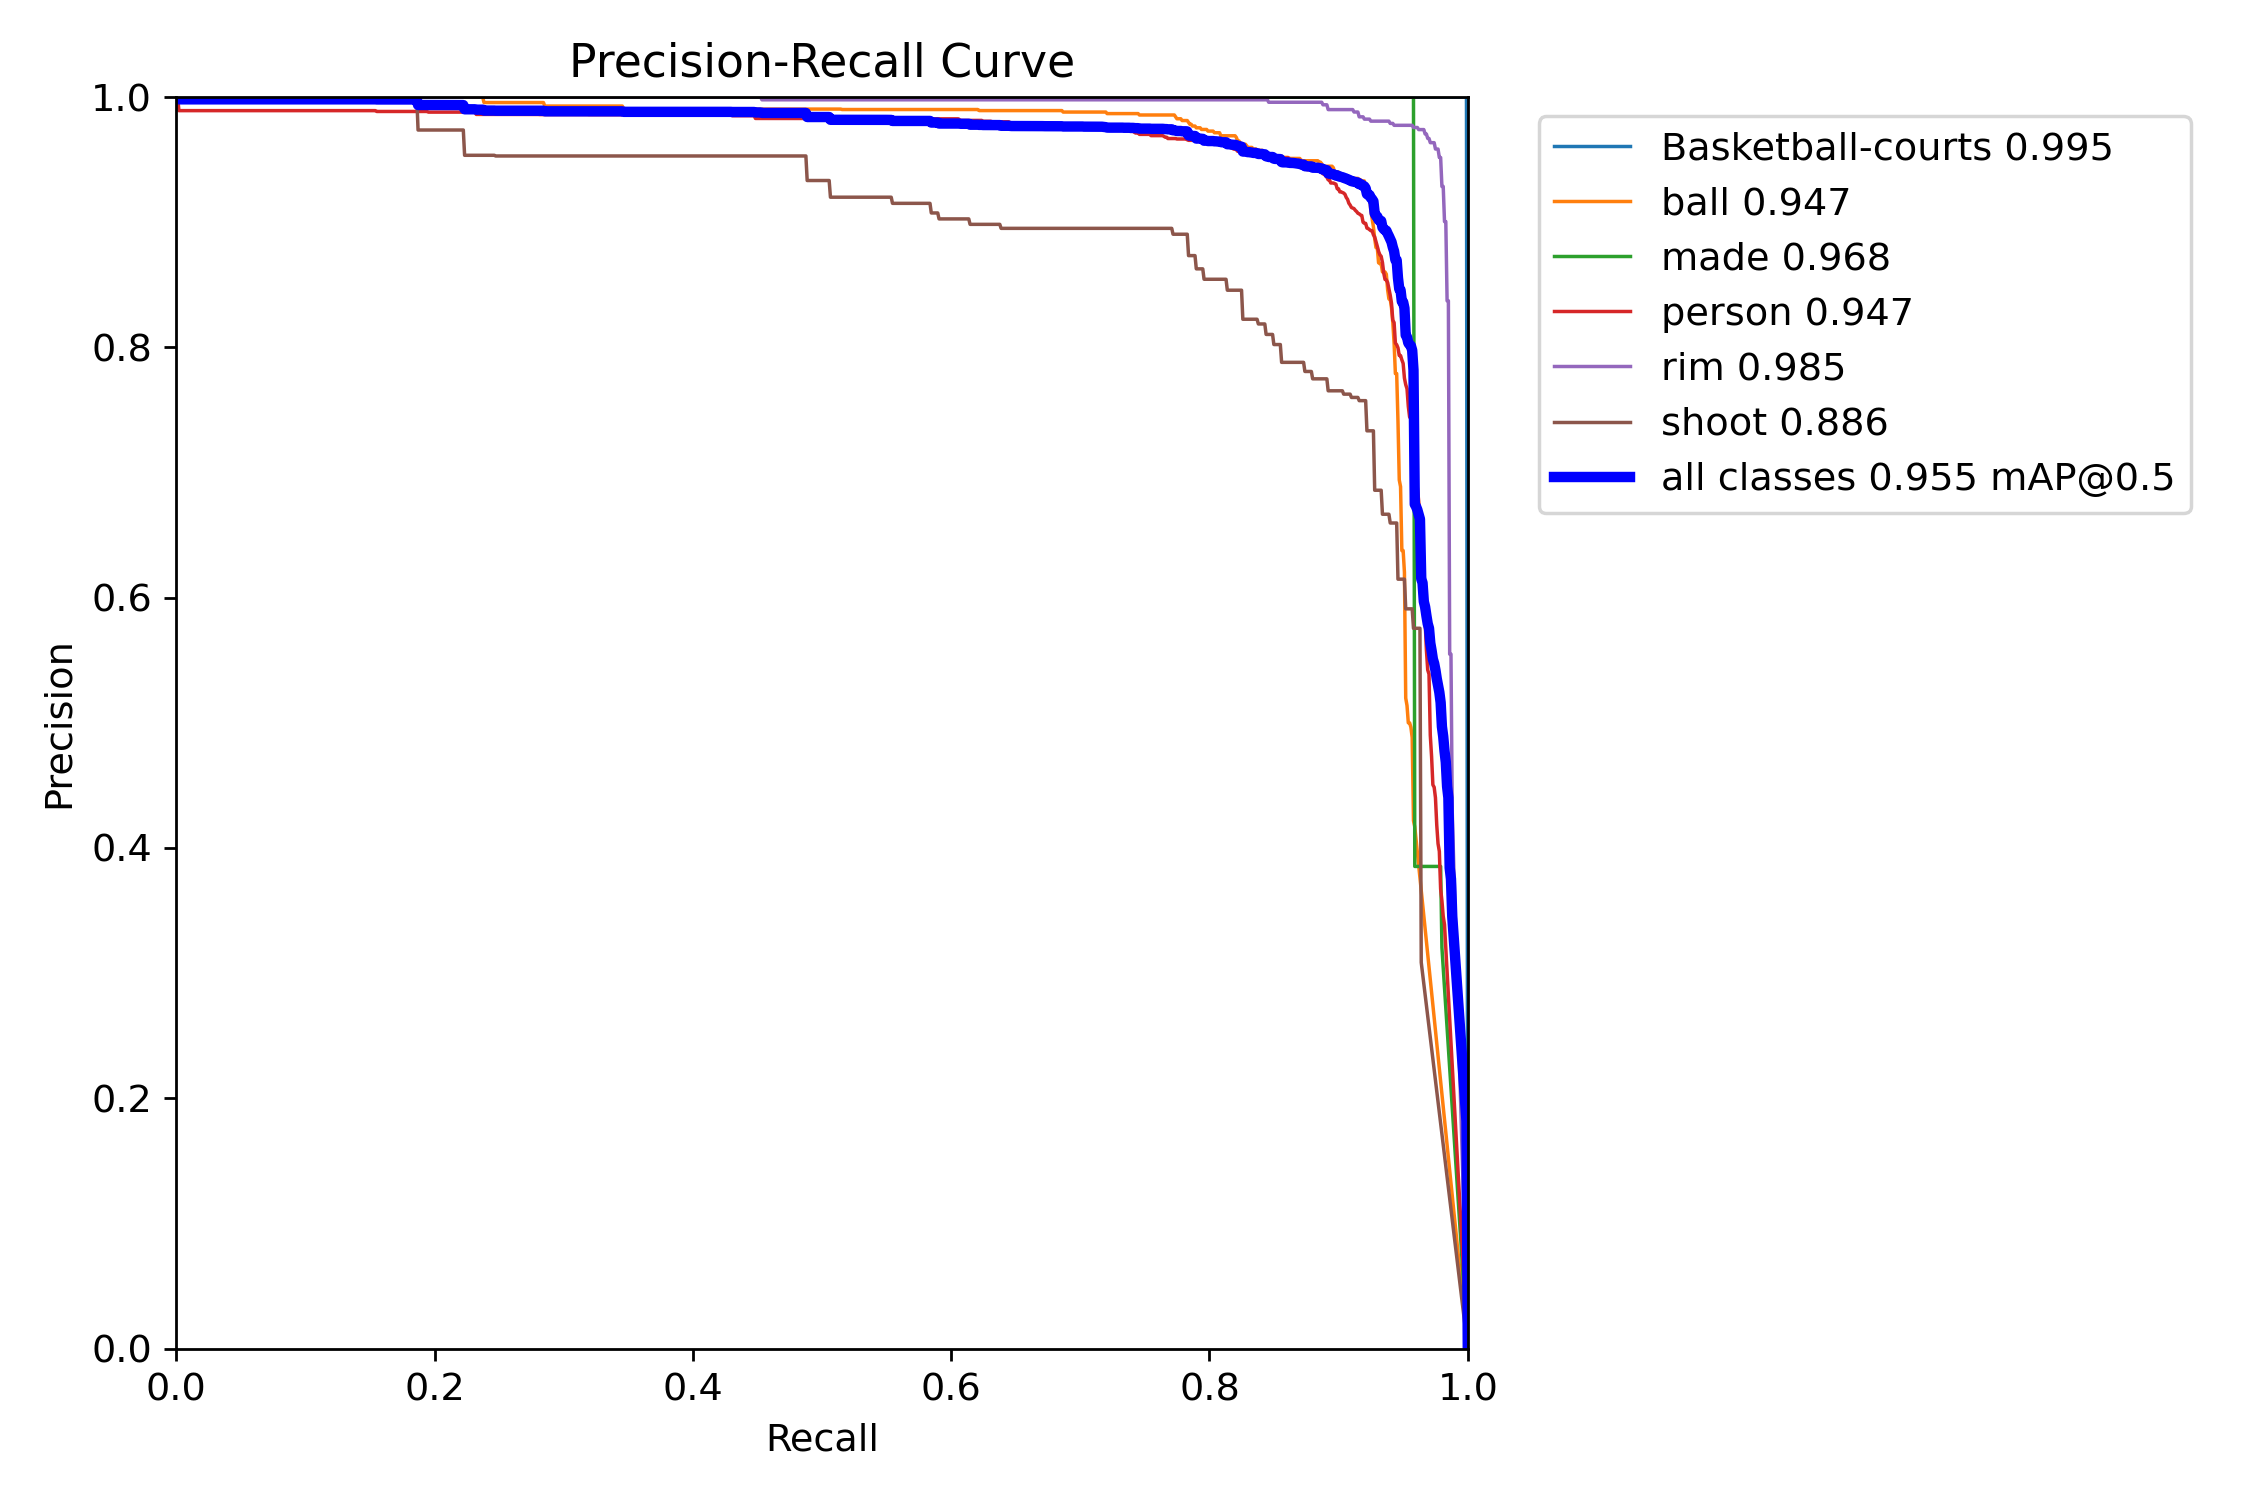 Precision-Recall Curve
1.0
0.8
0.6
0.4
0.2
0.0
Precision
0.0 0.2 0.4 0.6 0.8 1.0
Recall
Basketball-courts 0.995
ball 0.947
made 0.968
person 0.947
rim 0.985
shoot 0.886
all classes 0.955 mAP@0.5